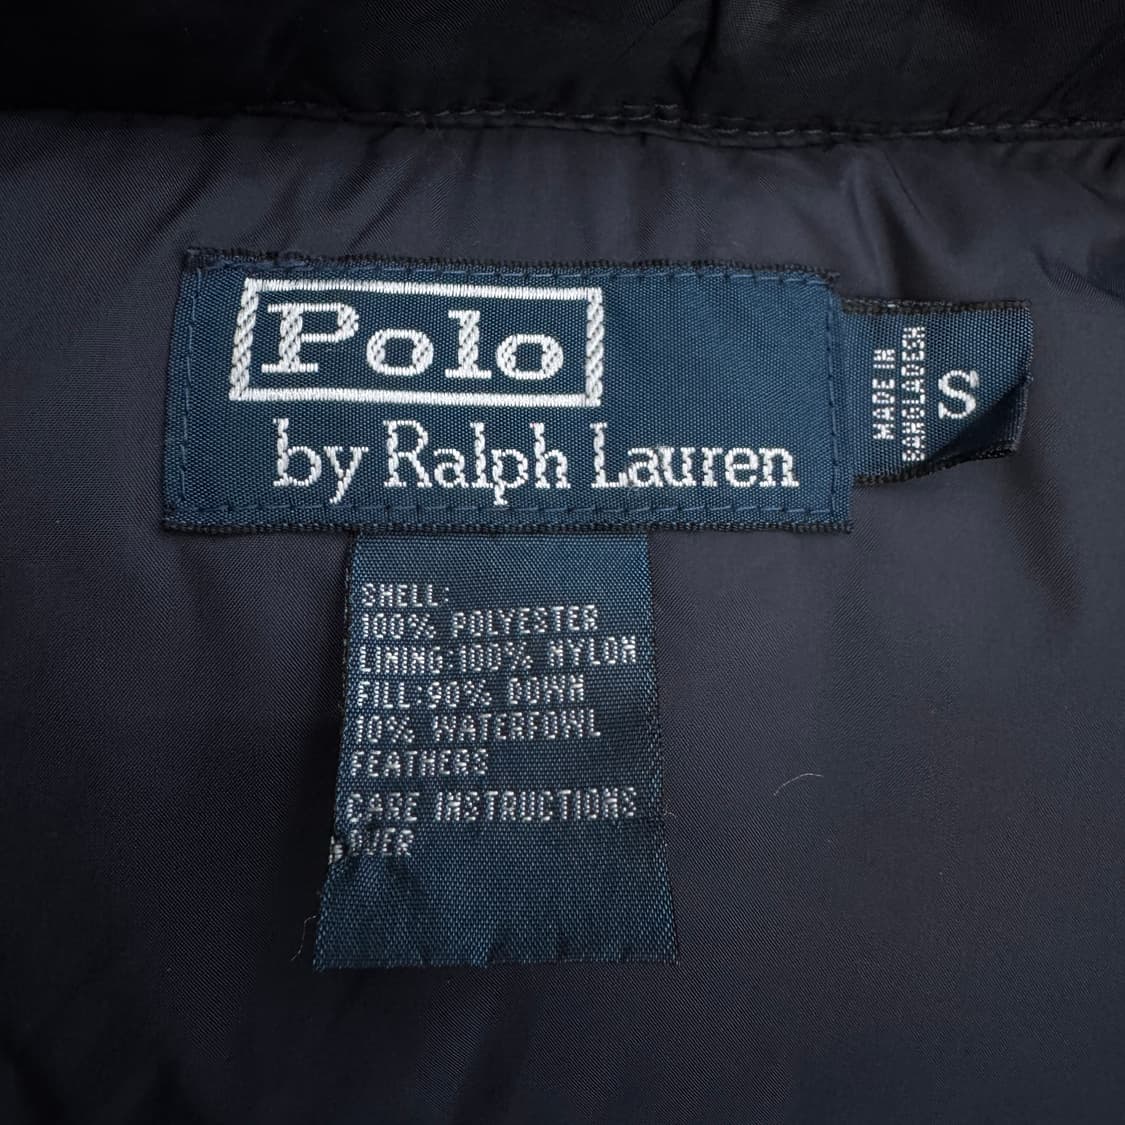 Polo
by Ralph Lauren
MADE IN
BANGLADESH
S
SHELL:
100% POLYESTER
LINING:100% NYLON
FILL:90% DOWN
10% WATERFOWL
FEATHERS
CARE INSTRUCTIONS
OVER